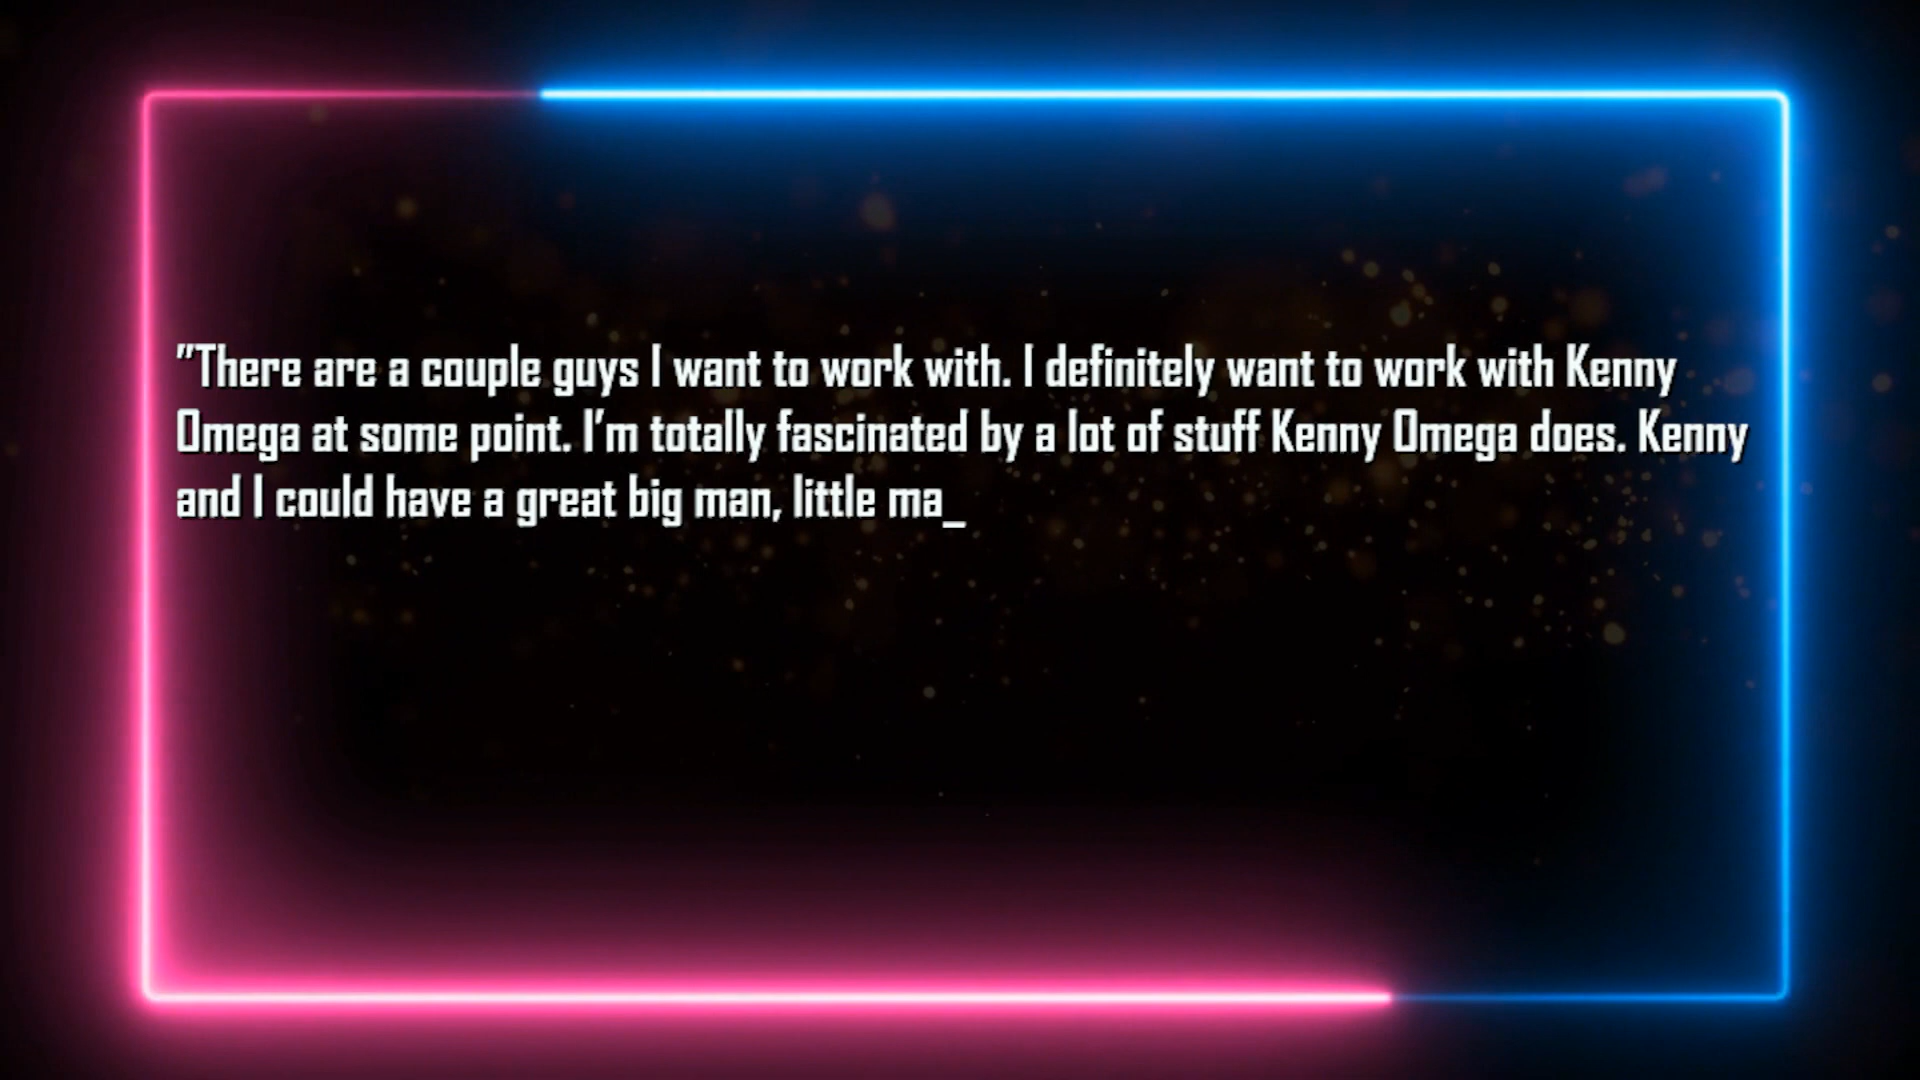 "There are a couple guys I want to work with. I definitely want to work with Kenny
Omega at some point. I'm totally fascinated by a lot of stuff Kenny Omega does. Kenny
and I could have a great big man, little ma_